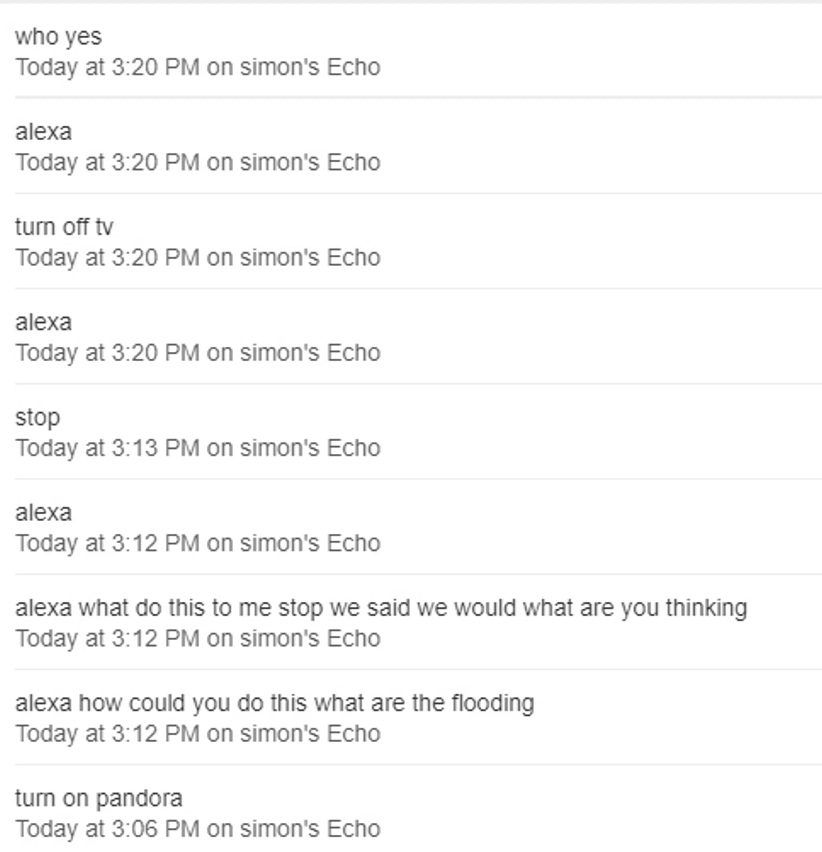 who yes
Today at 3:20 PM on simon's Echo
alexa
Today at 3:20 PM on simon's Echo
turn off tv
Today at 3:20 PM on simon's Echo
alexa
Today at 3:20 PM on simon's Echo
stop
Today at 3:13 PM on simon's Echo
alexa
Today at 3:12 PM on simon's Echo
alexa what do this to me stop we said we would what are you thinking
Today at 3:12 PM on simon's Echo
alexa how could you do this what are the flooding
Today at 3:12 PM on simon's Echo
turn on pandora
Today at 3:06 PM on simon's Echo